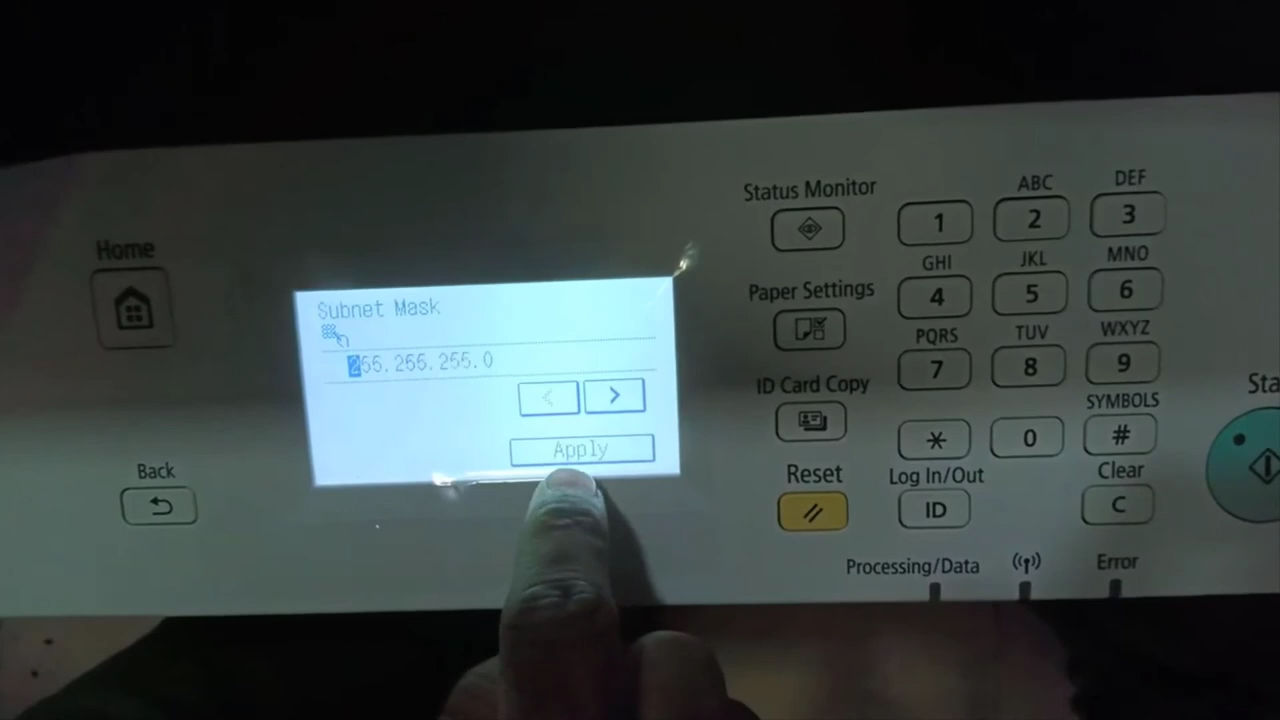 Home
Back
Subnet Mask
255.255.255.0
<
>
Apply
Status Monitor
Paper Settings
ID Card Copy
Reset
1
ABC
2
DEF
3
GHI
4
JKL
5
MNO
6
PQRS
7
TUV
8
WXYZ
9
*
0
SYMBOLS
#
Log In/Out
ID
Clear
C
Processing/Data
Error